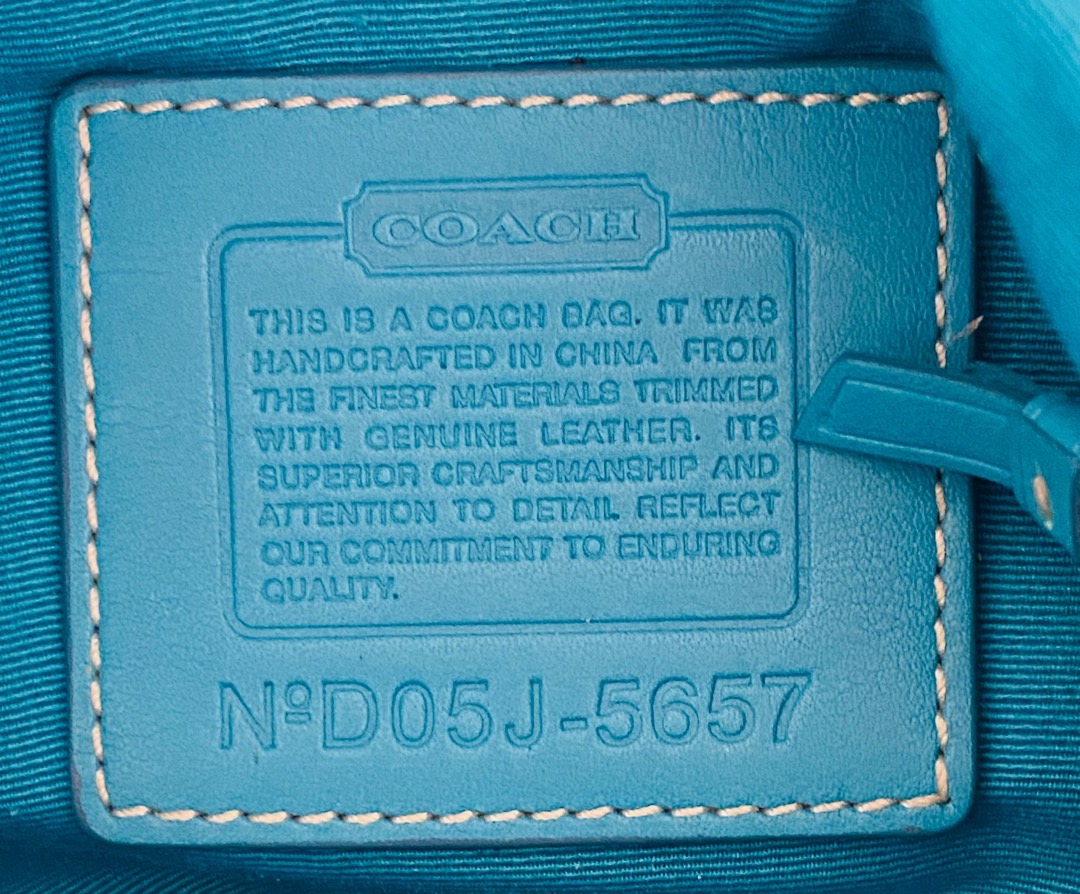 COACH
THIS IS A COACH BAG. IT WAS
HANDCRAFTED IN CHINA FROM
THE FINEST MATERIALS TRIMMED
WITH GENUINE LEATHER. ITS
SUPERIOR CRAFTSMANSHIP AND
ATTENTION TO DETAIL REFLECT
OUR COMMITMENT TO ENDURING
QUALITY.
NºD05J-5657